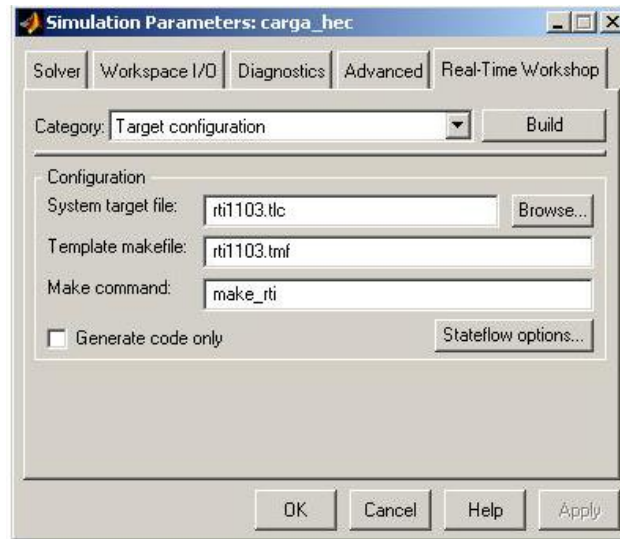 Simulation Parameters: carga_hec
Solver Workspace I/O Diagnostics Advanced Real-Time Workshop
Category: Target configuration Build
Configuration
System target file: rti1103.tlc Browse...
Template makefile: rti1103.tmf
Make command: make_rti
Generate code only Stateflow options...
OK Cancel Help Apply